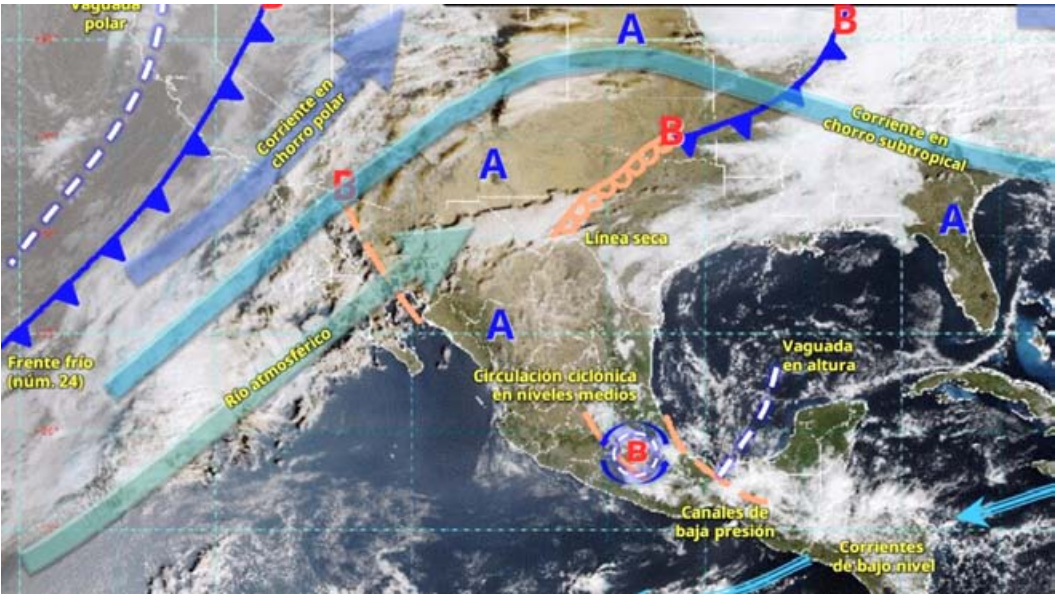 Vaguada
polar
B
A
B
Corriente en
chorro polar
Corriente en
chorro subtropical
B
A
B
A
Línea seca
Río atmosférico
A
Frente frío
(núm. 24)
Vaguada
en altura
Circulación ciclónica
en niveles medios
B
Canales de
baja presión
Corrientes
de bajo nivel